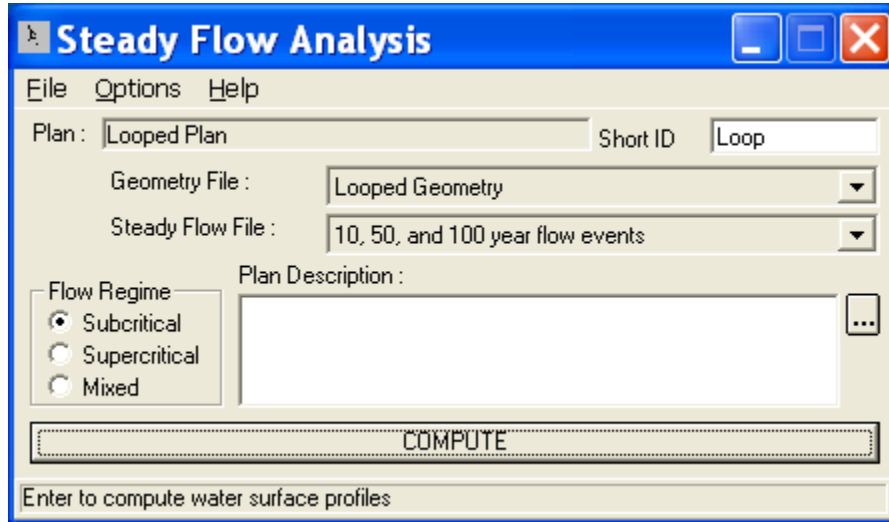 Steady Flow Analysis
File Options Help
Plan : Looped Plan Short ID Loop
Geometry File : Looped Geometry
Steady Flow File : 10, 50, and 100 year flow events
Plan Description :
Flow Regime
Subcritical
Supercritical
Mixed
...
COMPUTE
Enter to compute water surface profiles